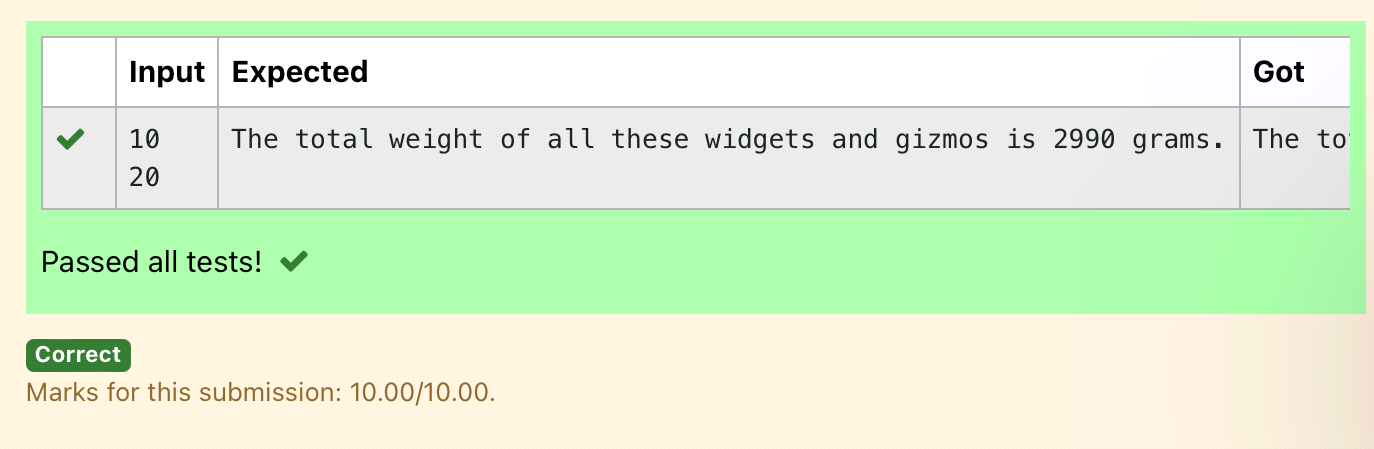 Input Expected Got
10 The total weight of all these widgets and gizmos is 2990 grams. The
20
Passed all tests!
Correct
Marks for this submission: 10.00/10.00.